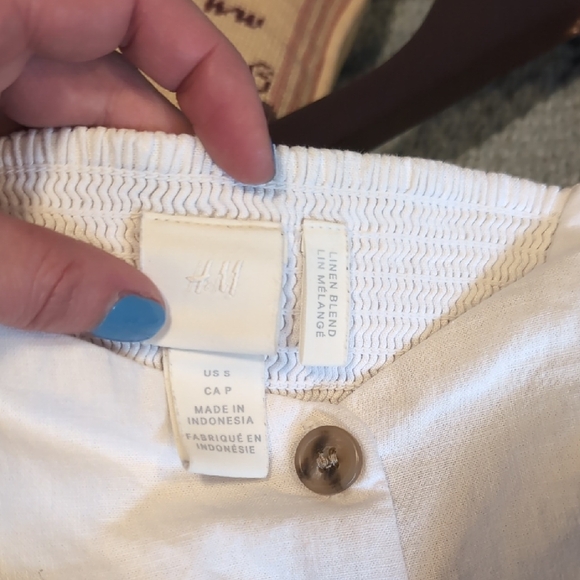 H&M
LINEN BLEND
LIN MÉLANGÉ
US S
CA P
MADE IN
INDONESIA
FABRIQUÉ EN
INDONÉSIE